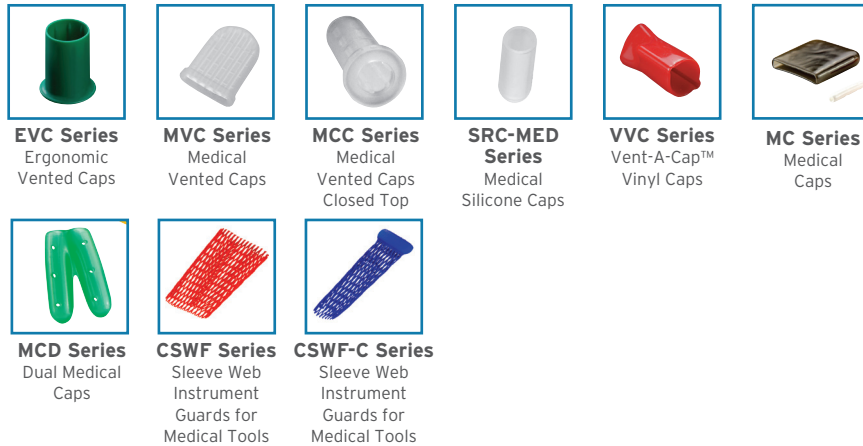 EVC Series
Ergonomic
Vented Caps
MVC Series
Medical
Vented Caps
MCC Series
Medical
Vented Caps
Closed Top
SRC-MED
Series
Medical
Silicone Caps
VVC Series
Vent-A-Cap™
Vinyl Caps
MC Series
Medical
Caps
MCD Series
Dual Medical
Caps
CSWF Series
Sleeve Web
Instrument
Guards for
Medical Tools
CSWF-C Series
Sleeve Web
Instrument
Guards for
Medical Tools